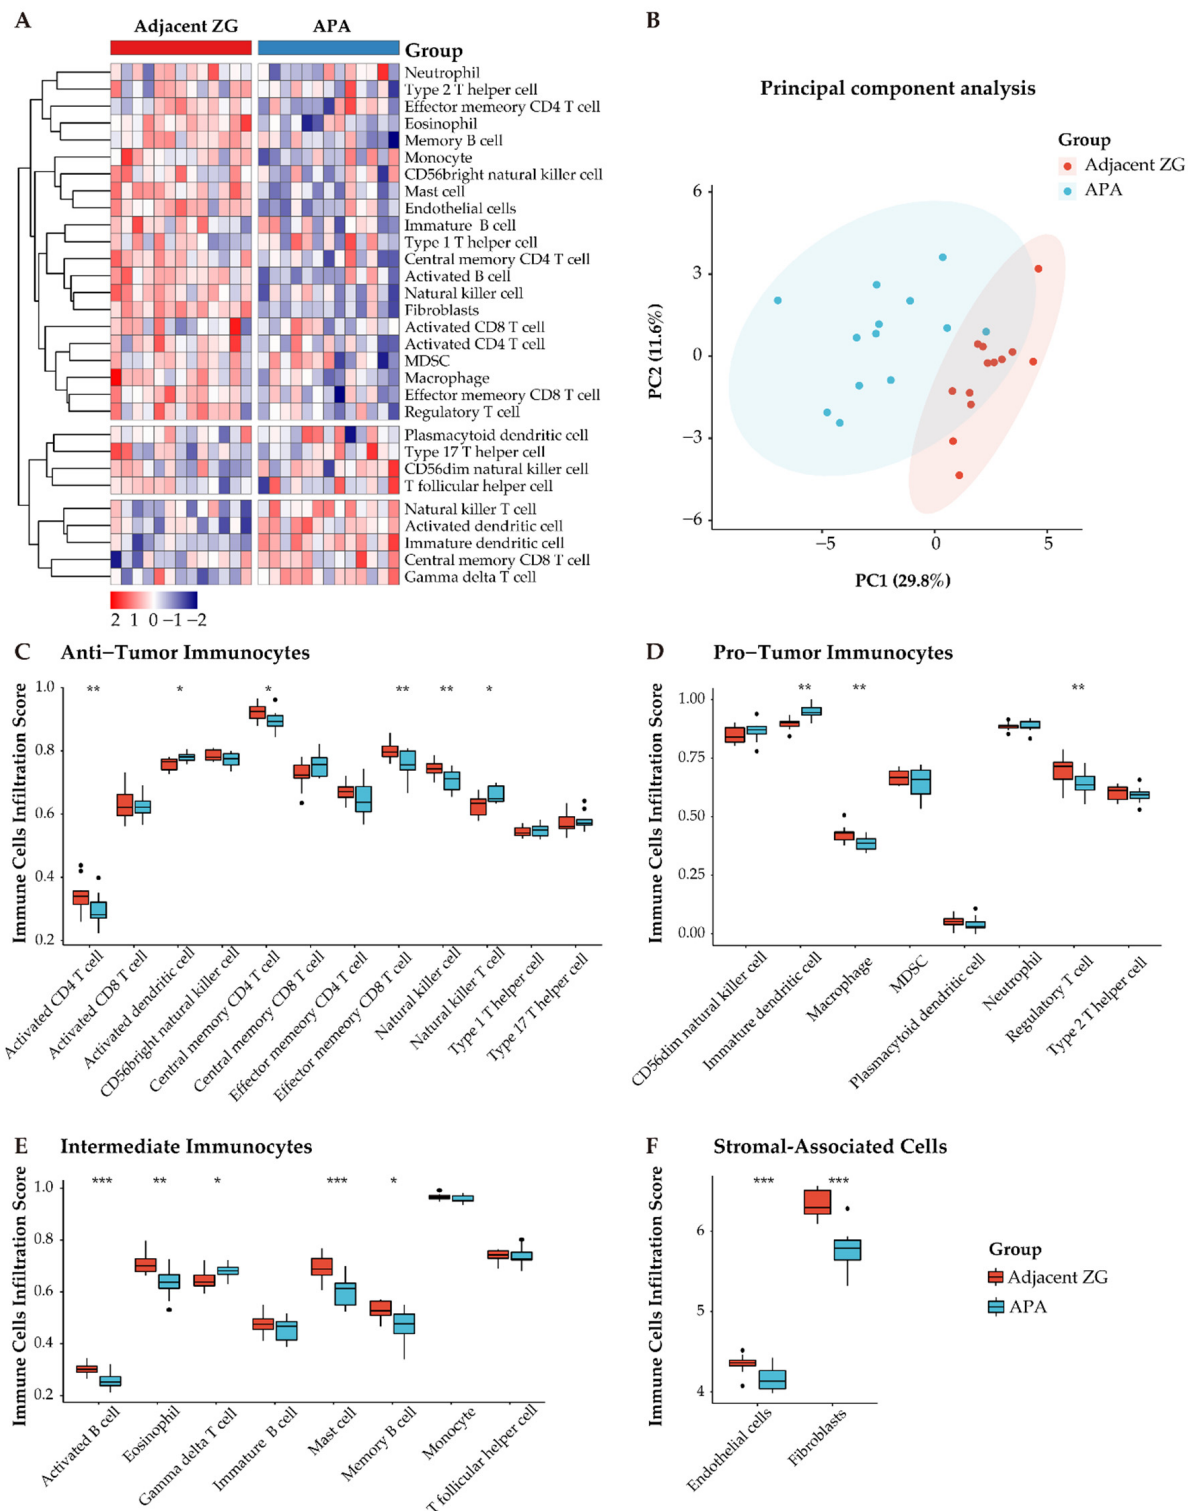 A
Adjacent ZG
APA
Group
Neutrophil
Type 2 T helper cell
Effector memeory CD4 T cell
Eosinophil
Memory B cell
Monocyte
CD56bright natural killer cell
Mast cell
Endothelial cells
Immature B cell
Type 1 T helper cell
Central memory CD4 T cell
Activated B cell
Natural killer cell
Fibroblasts
Activated CD8 T cell
Activated CD4 T cell
MDSC
Macrophage
Effector memeory CD8 T cell
Regulatory T cell
Plasmacytoid dendritic cell
Type 17 T helper cell
CD56dim natural killer cell
T follicular helper cell
Natural killer T cell
Activated dendritic cell
Immature dendritic cell
Central memory CD8 T cell
Gamma delta T cell
2 1 0 −1 −2
B
Principal component analysis
Group
Adjacent ZG
APA
PC2 (11.6%)
6
3
0
−3
−6
−5 0 5
PC1 (29.8%)
C Anti−Tumor Immunocytes
Immune Cells Infiltration Score
1.0
0.8
0.6
0.4
0.2
** * * ** ** *
Activated CD4 T cell
Activated CD8 T cell
Activated dendritic cell
CD56bright natural killer cell
Central memory CD4 T cell
Central memory CD8 T cell
Effector memeory CD4 T cell
Effector memeory CD8 T cell
Natural killer cell
Natural killer T cell
Type 1 T helper cell
Type 17 T helper cell
D Pro−Tumor Immunocytes
Immune Cells Infiltration Score
1.00
0.75
0.50
0.25
0.00
** ** **
CD56dim natural killer cell
Immature dendritic cell
Macrophage
MDSC
Plasmacytoid dendritic cell
Neutrophil
Regulatory T cell
Type 2 T helper cell
E Intermediate Immunocytes
Immune Cells Infiltration Score
1.0
0.8
0.6
0.4
0.2
*** ** * *** *
Activated B cell
Eosinophil
Gamma delta T cell
Immature B cell
Mast cell
Memory B cell
Monocyte
T follicular helper cell
F Stromal-Associated Cells
Immune Cells Infiltration Score
6
5
4
*** ***
Endothelial cells
Fibroblasts
Group
Adjacent ZG
APA